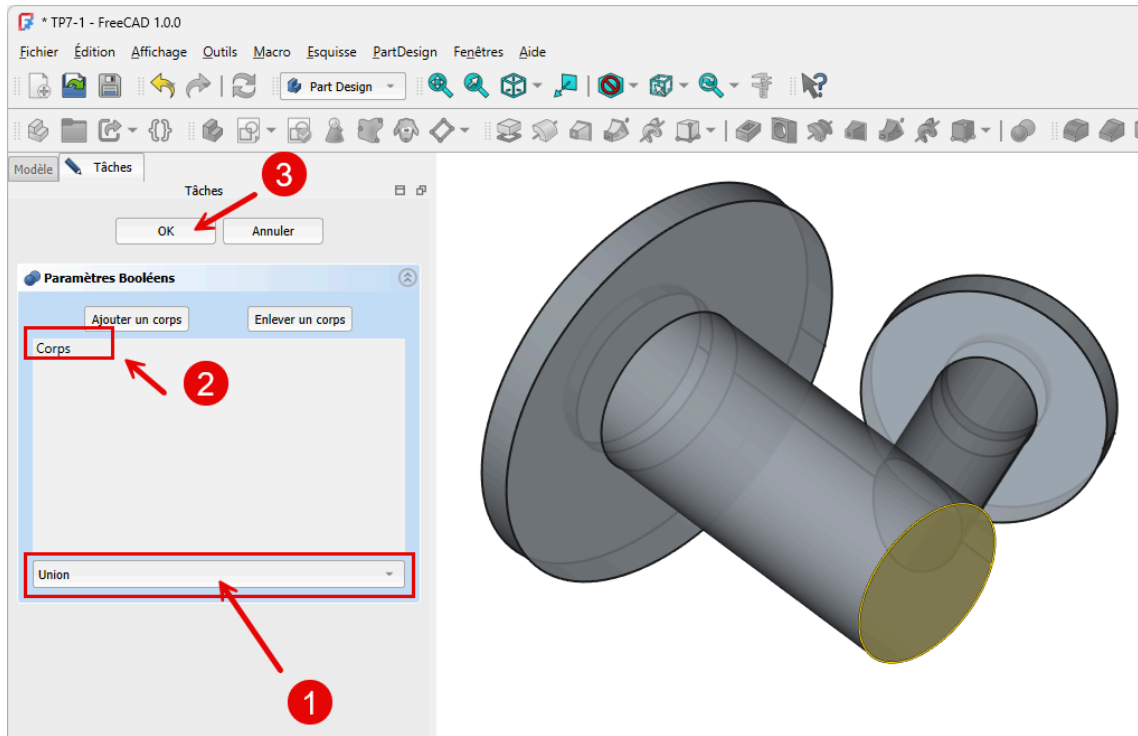 * TP7-1 - FreeCAD 1.0.0
Fichier Édition Affichage Outils Macro Esquisse PartDesign Fenêtres Aide
Part Design
Modèle Tâches
Tâches
3
OK Annuler
Paramètres Booléens
Ajouter un corps Enlever un corps
Corps
2
Union
1